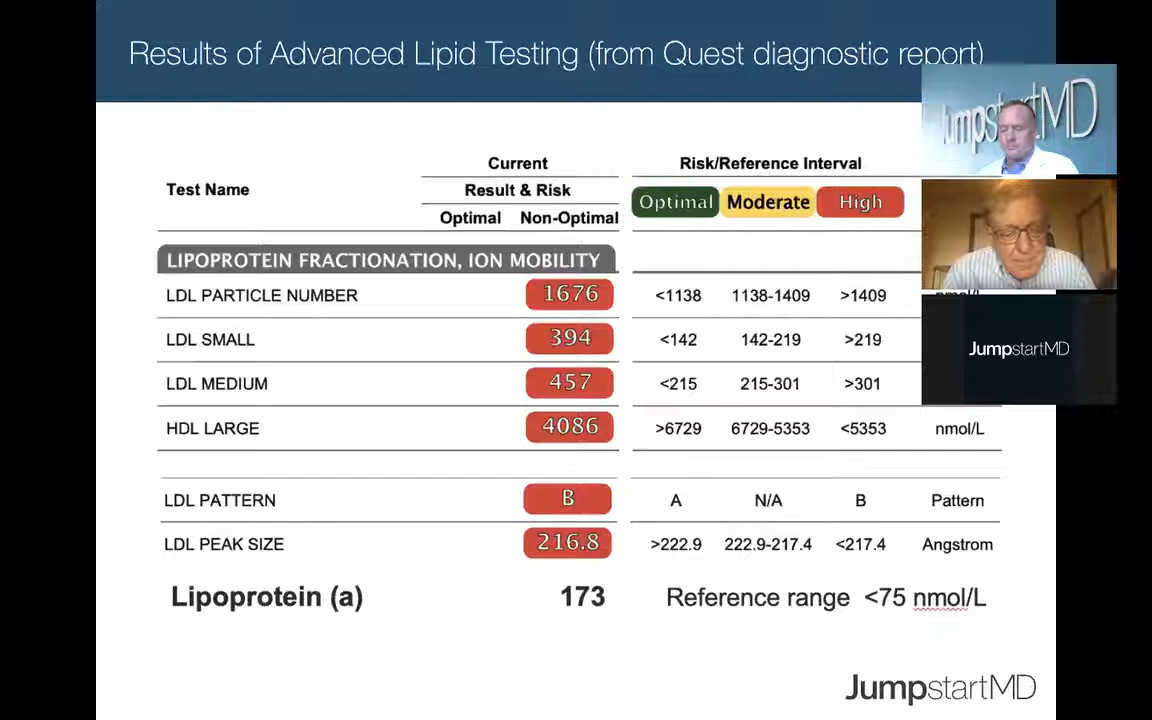 Results of Advanced Lipid Testing (from Quest diagnostic report)
JumpstartMD
Current
Risk/Reference Interval
Test Name
Result & Risk
Optimal Moderate High
Optimal Non-Optimal
LIPOPROTEIN FRACTIONATION, ION MOBILITY
LDL PARTICLE NUMBER 1676 <1138 1138-1409 >1409 nmol/L
LDL SMALL 394 <142 142-219 >219
LDL MEDIUM 457 <215 215-301 >301
JumpstartMD
HDL LARGE 4086 >6729 6729-5353 <5353 nmol/L
LDL PATTERN B A N/A B Pattern
LDL PEAK SIZE 216.8 >222.9 222.9-217.4 <217.4 Angstrom
Lipoprotein (a) 173 Reference range <75 nmol/L
JumpstartMD